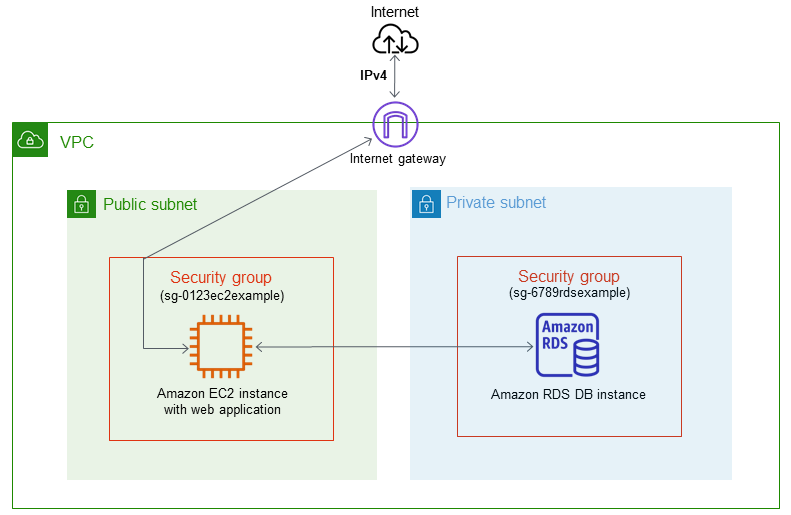 Internet
IPv4
VPC
Internet gateway
Public subnet
Security group
(sg-0123ec2example)
Amazon EC2 instance
with web application
Private subnet
Security group
(sg-6789rdsexample)
Amazon
RDS
Amazon RDS DB instance